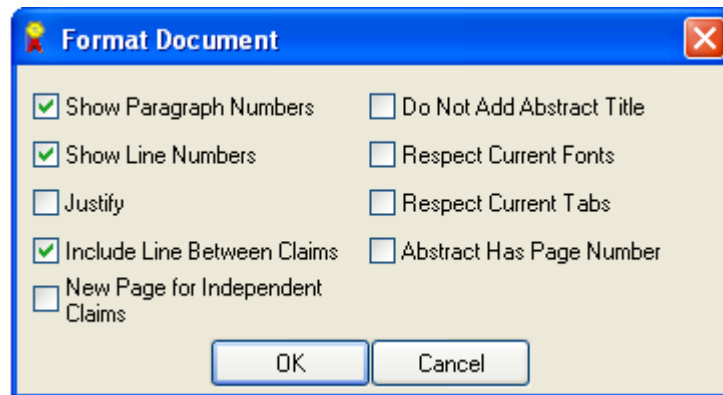 Format Document
Show Paragraph Numbers
Do Not Add Abstract Title
Show Line Numbers
Respect Current Fonts
Justify
Respect Current Tabs
Include Line Between Claims
Abstract Has Page Number
New Page for Independent
Claims
OK
Cancel